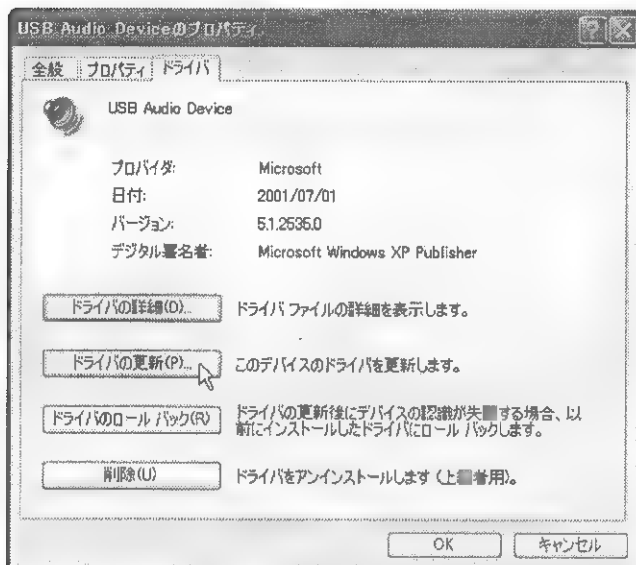 USB Audio Deviceのプロパティ
全般 プロパティ ドライバ
USB Audio Device
プロバイダ: Microsoft
日付: 2001/07/01
バージョン: 5.1.2535.0
デジタル署名者: Microsoft Windows XP Publisher
ドライバの詳細(D)... ドライバ ファイルの詳細を表示します。
ドライバの更新(P)... このデバイスのドライバを更新します。
ドライバのロール バック(R) ドライバの更新後にデバイスの認識が失する場合、以
前にインストールしたドライバにロール バックします。
削除(U) ドライバをアンインストールします (上者用)。
OK キャンセル